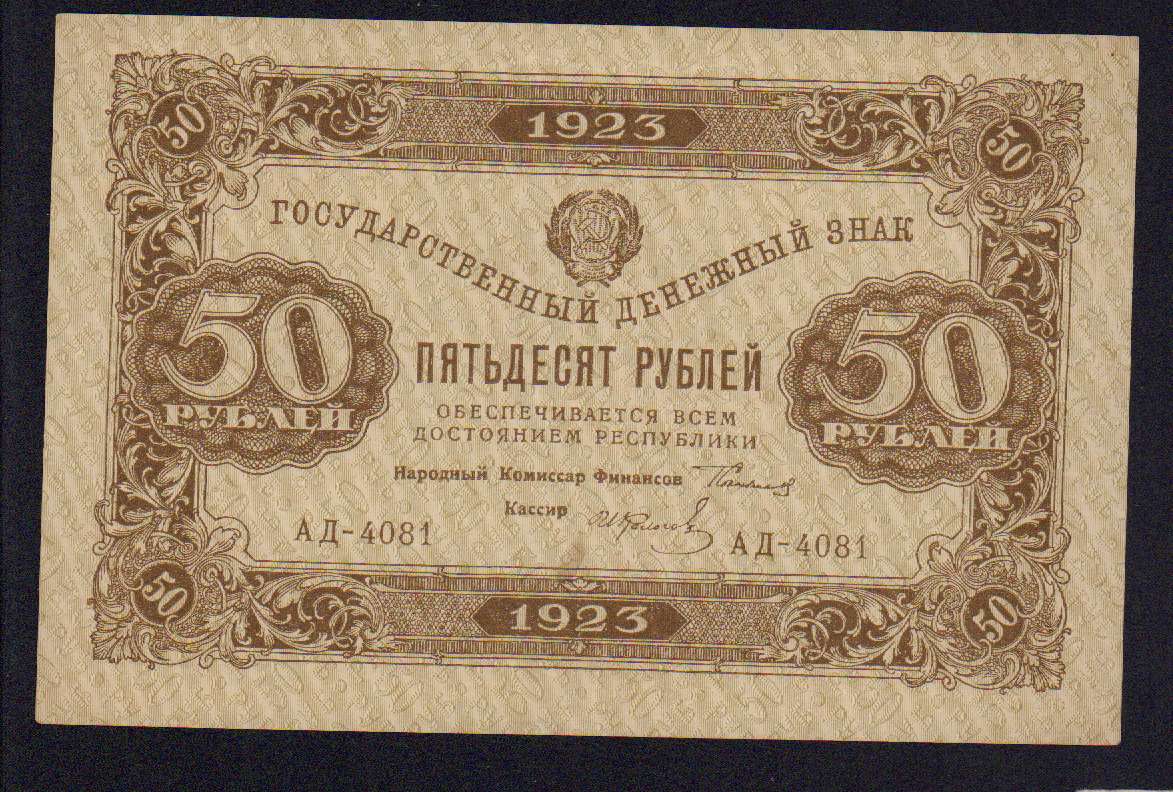 1923
50
50
ГОСУДАРСТВЕННЫЙ ДЕНЕЖНЫЙ ЗНАК
50
РУБЛЕЙ
50
РУБЛЕЙ
ПЯТЬДЕСЯТ РУБЛЕЙ
ОБЕСПЕЧИВАЕТСЯ ВСЕМ
ДОСТОЯНИЕМ РЕСПУБЛИКИ
Народный Комиссар Финансов
Кассир
АД-4081
АД-4081
50
1923
50